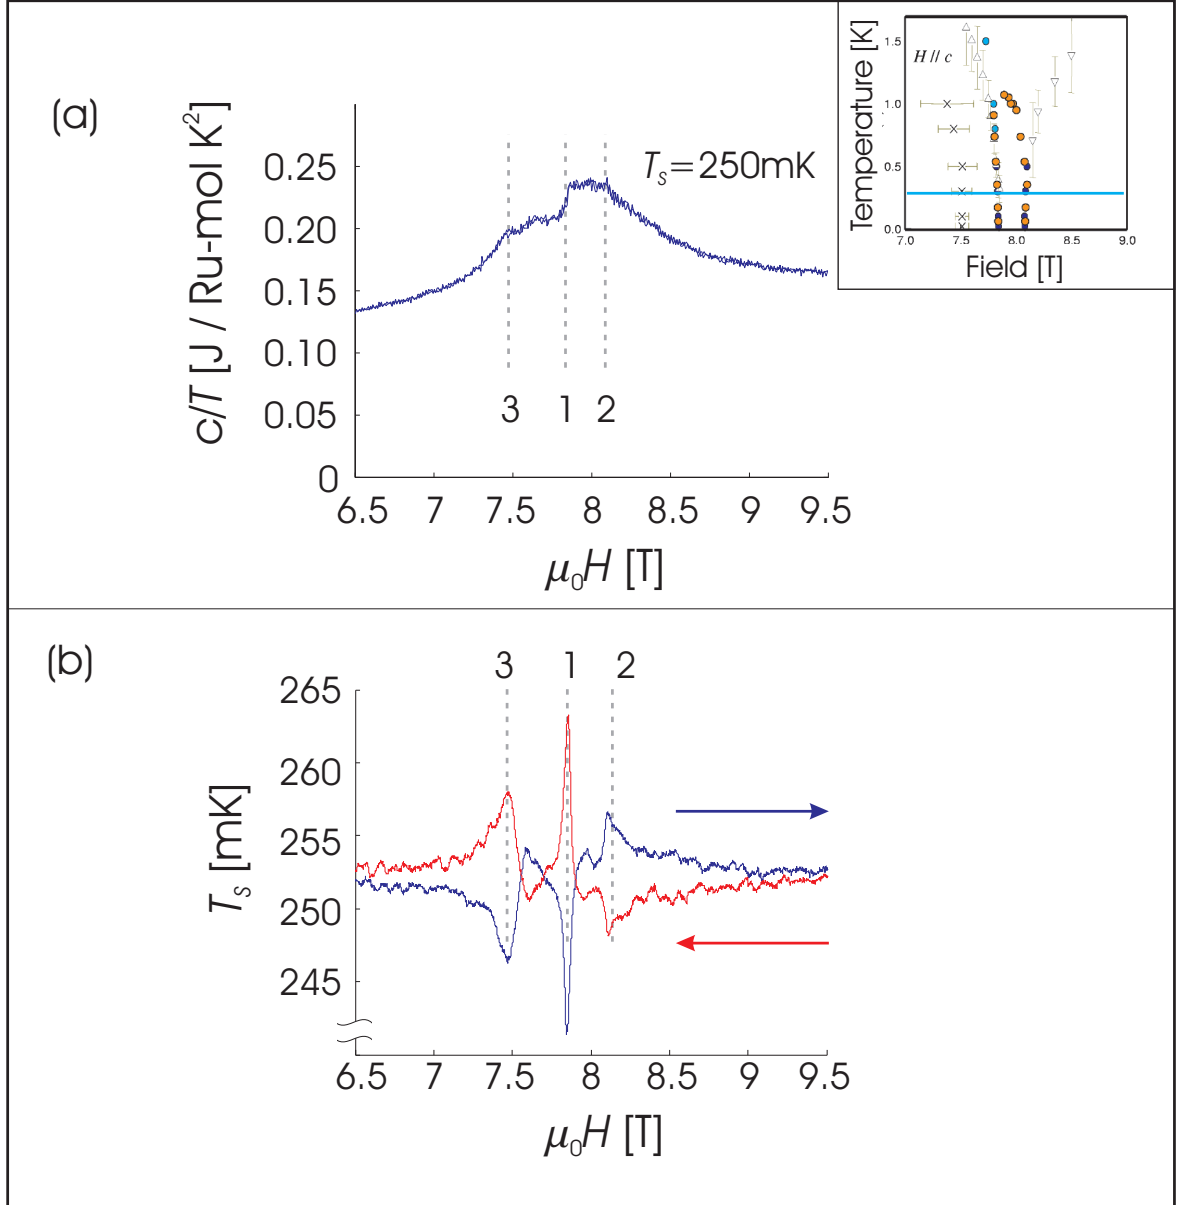 (a)
c/T [J / Ru-mol K²]
0.25
0.20
0.15
0.10
0.05
0
T_S=250mK
3 1 2
6.5 7 7.5 8 8.5 9 9.5
μ₀H [T]
Temperature [K]
H // c
1.5
1.0
0.5
0.0
7.0 7.5 8.0 8.5 9.0
Field [T]
(b)
3 1 2
T_S [mK]
265
260
255
250
245
6.5 7 7.5 8 8.5 9 9.5
μ₀H [T]